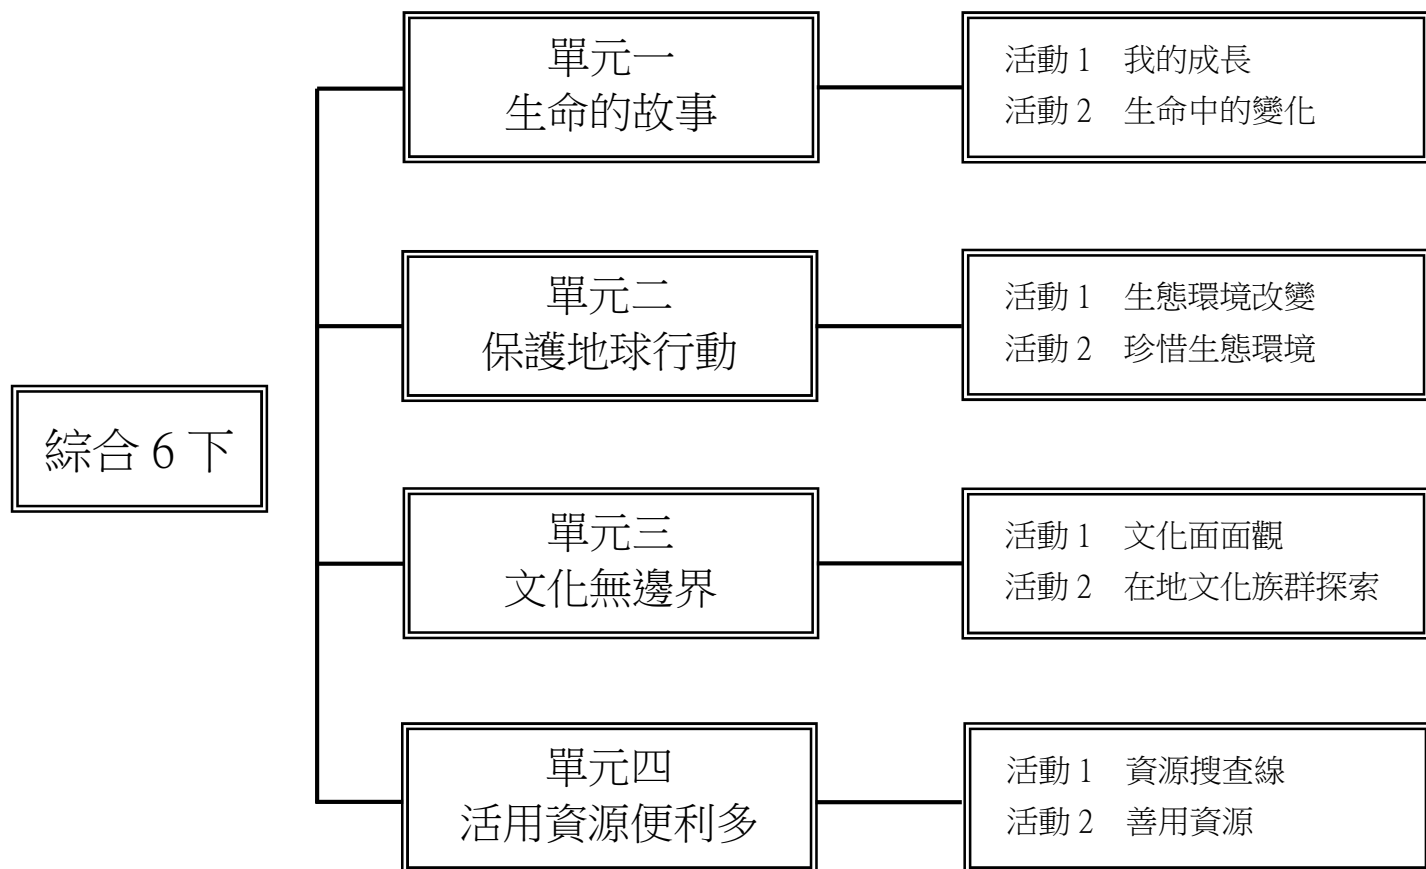 綜合 6 下
單元一
生命的故事
活動 1 我的成長
活動 2 生命中的變化
單元二
保護地球行動
活動 1 生態環境改變
活動 2 珍惜生態環境
單元三
文化無邊界
活動 1 文化面面觀
活動 2 在地文化族群探索
單元四
活用資源便利多
活動 1 資源搜查線
活動 2 善用資源